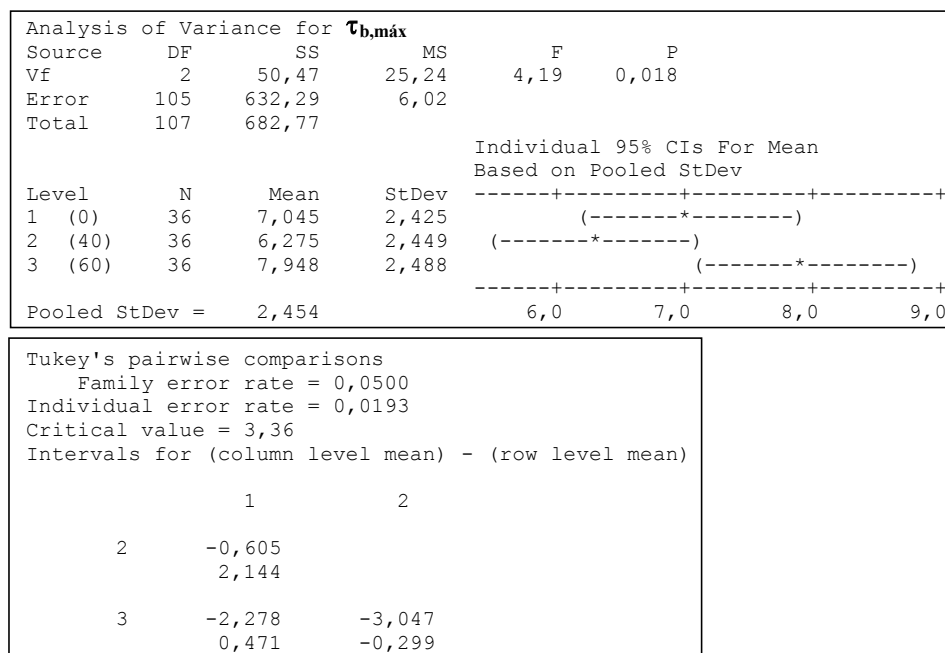 Analysis of Variance for τb,máx
Source DF SS MS F P
Vf 2 50,47 25,24 4,19 0,018
Error 105 632,29 6,02
Total 107 682,77
Individual 95% CIs For Mean
Based on Pooled StDev
Level N Mean StDev ------+---------+---------+---------+
1 (0) 36 7,045 2,425 (-------*--------)
2 (40) 36 6,275 2,449 (-------*-------)
3 (60) 36 7,948 2,488 (-------*--------)
------+---------+---------+---------+
Pooled StDev = 2,454 6,0 7,0 8,0 9,0
Tukey's pairwise comparisons
Family error rate = 0,0500
Individual error rate = 0,0193
Critical value = 3,36
Intervals for (column level mean) - (row level mean)
1 2
2 -0,605
2,144
3 -2,278 -3,047
0,471 -0,299